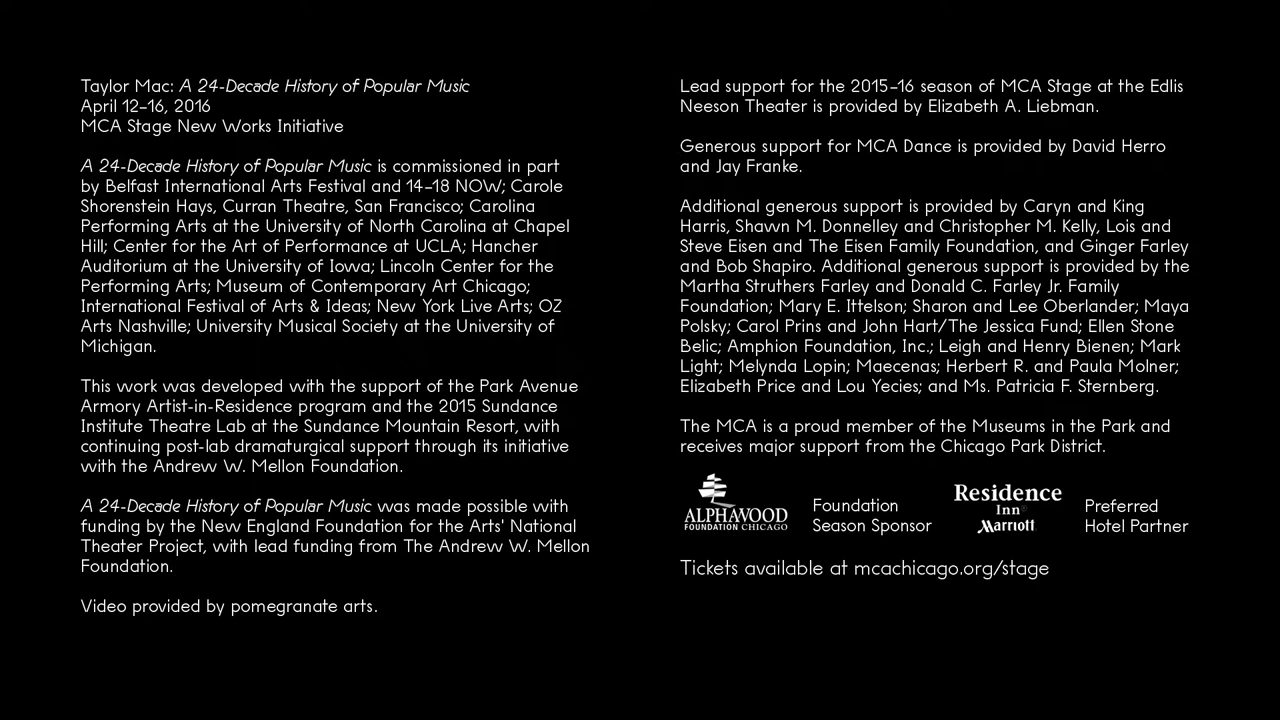 Taylor Mac: A 24-Decade History of Popular Music
April 12–16, 2016
MCA Stage New Works Initiative
A 24-Decade History of Popular Music is commissioned in part
by Belfast International Arts Festival and 14–18 NOW; Carole
Shorenstein Hays, Curran Theatre, San Francisco; Carolina
Performing Arts at the University of North Carolina at Chapel
Hill; Center for the Art of Performance at UCLA; Hancher
Auditorium at the University of Iowa; Lincoln Center for the
Performing Arts; Museum of Contemporary Art Chicago;
International Festival of Arts & Ideas; New York Live Arts; OZ
Arts Nashville; University Musical Society at the University of
Michigan.
This work was developed with the support of the Park Avenue
Armory Artist-in-Residence program and the 2015 Sundance
Institute Theatre Lab at the Sundance Mountain Resort, with
continuing post-lab dramaturgical support through its initiative
with the Andrew W. Mellon Foundation.
A 24-Decade History of Popular Music was made possible with
funding by the New England Foundation for the Arts' National
Theater Project, with lead funding from The Andrew W. Mellon
Foundation.
Video provided by pomegranate arts.
Lead support for the 2015–16 season of MCA Stage at the Edlis
Neeson Theater is provided by Elizabeth A. Liebman.
Generous support for MCA Dance is provided by David Herro
and Jay Franke.
Additional generous support is provided by Caryn and King
Harris, Shawn M. Donnelley and Christopher M. Kelly, Lois and
Steve Eisen and The Eisen Family Foundation, and Ginger Farley
and Bob Shapiro. Additional generous support is provided by the
Martha Struthers Farley and Donald C. Farley Jr. Family
Foundation; Mary E. Ittelson; Sharon and Lee Oberlander; Maya
Polsky; Carol Prins and John Hart/The Jessica Fund; Ellen Stone
Belic; Amphion Foundation, Inc.; Leigh and Henry Bienen; Mark
Light; Melynda Lopin; Maecenas; Herbert R. and Paula Molner;
Elizabeth Price and Lou Yecies; and Ms. Patricia F. Sternberg.
The MCA is a proud member of the Museums in the Park and
receives major support from the Chicago Park District.
ALPHAWOOD
FOUNDATION CHICAGO
Foundation
Season Sponsor
Residence
Inn®
Marriott
Preferred
Hotel Partner
Tickets available at mcachicago.org/stage